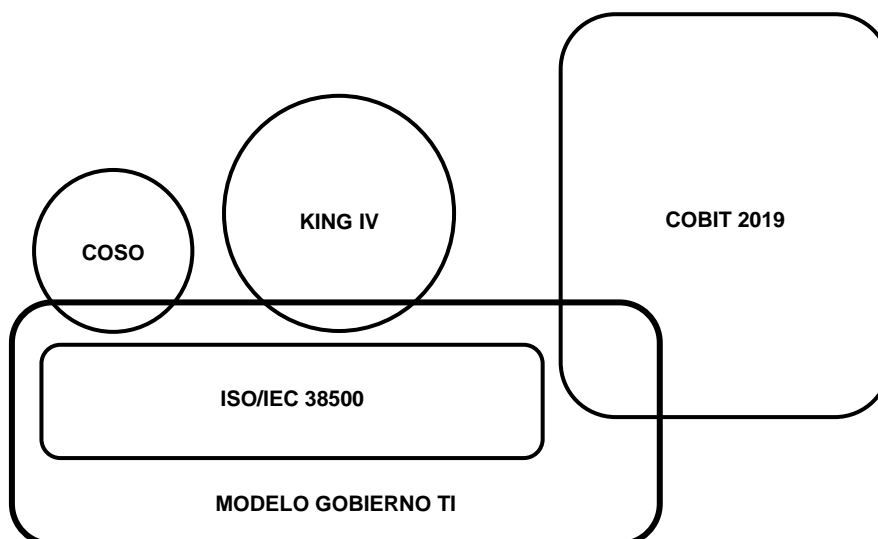 KING IV
COBIT 2019
COSO
ISO/IEC 38500
MODELO GOBIERNO TI